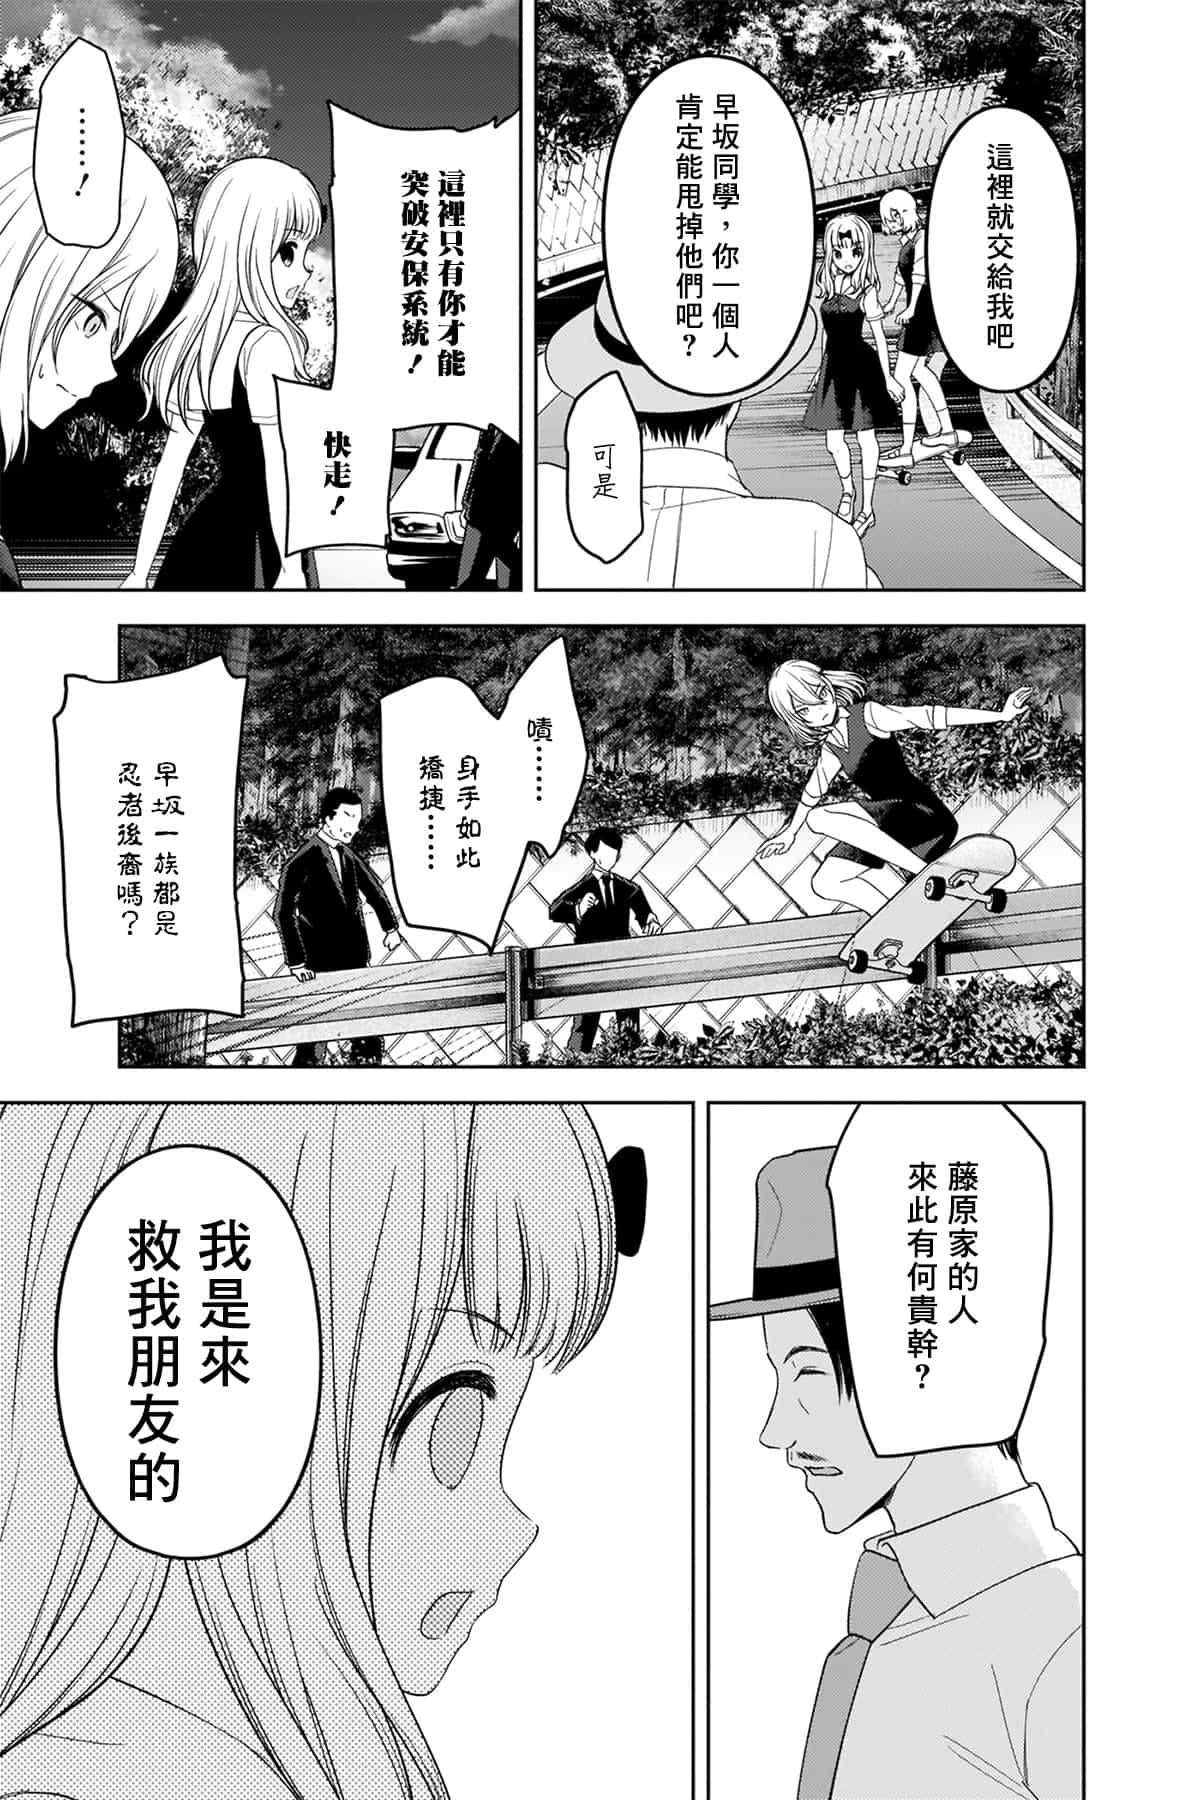 這裡就交給我吧
早坂同學，你一個人
肯定能甩掉他們吧？
可是
這裡只有你才能
突破安保系統！
快走！
……！
嘖……
身手如此
矯捷……
早坂一族都是
忍者後裔嗎？
藤原家的人
來此有何貴幹？
我是來
救我朋友的